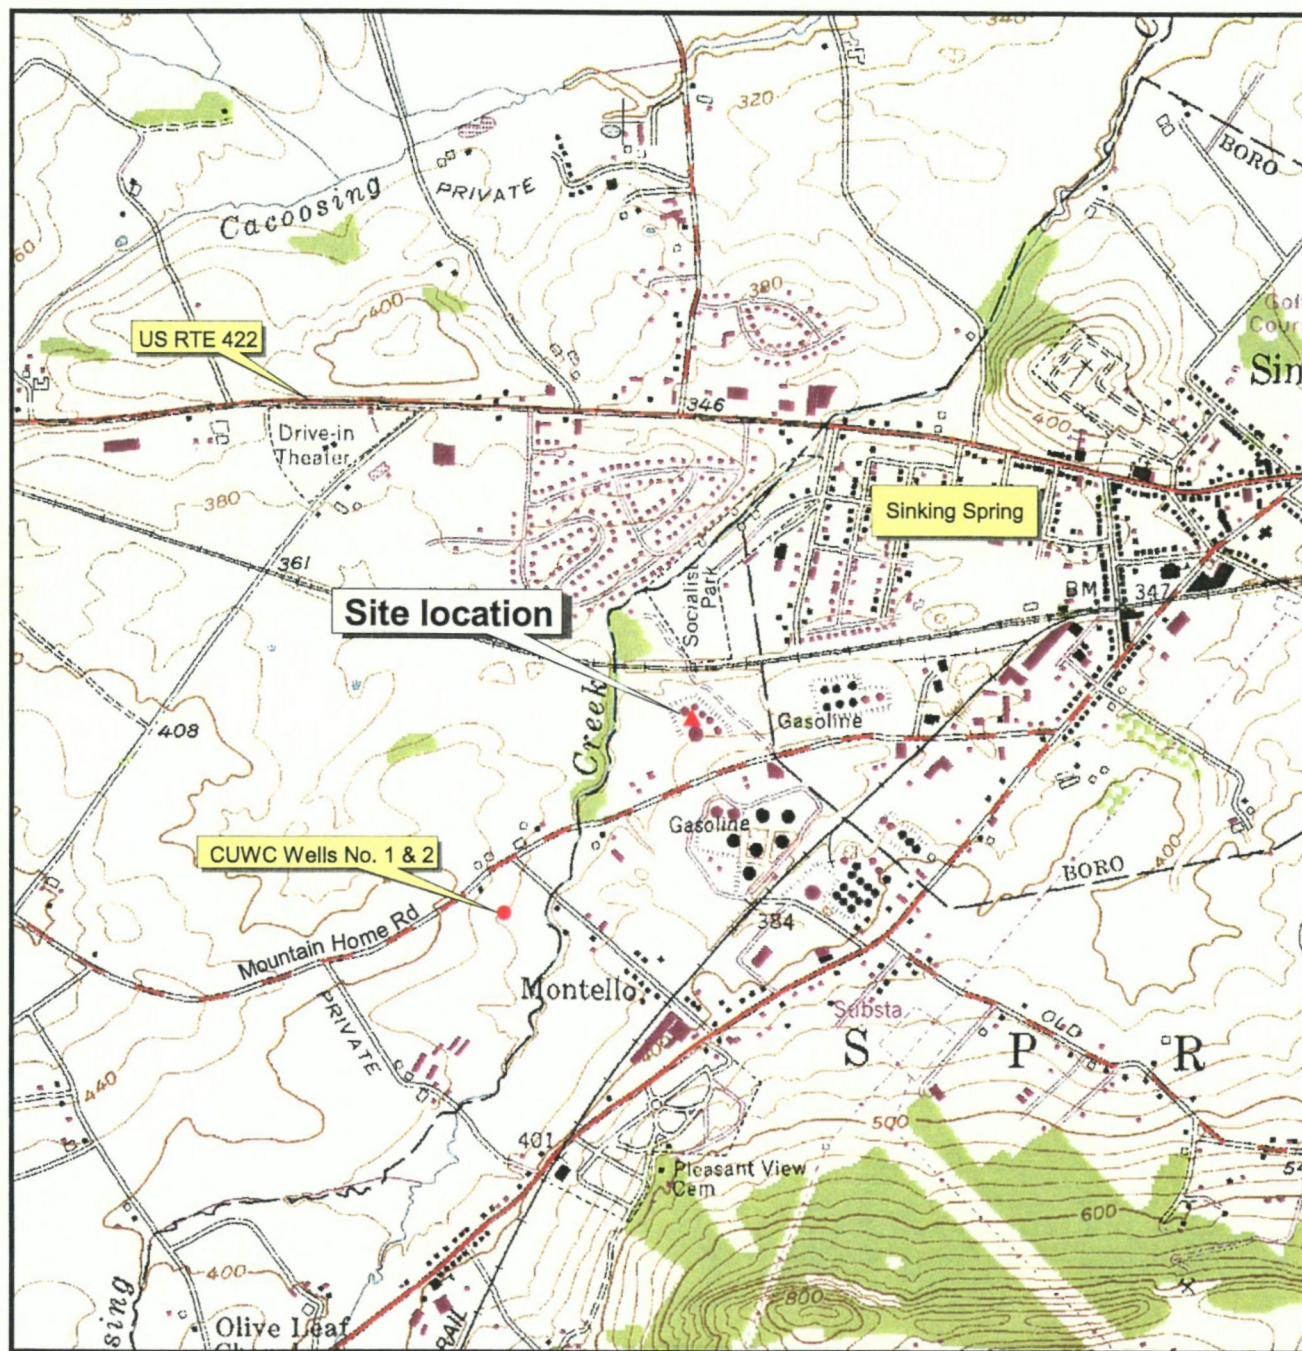 340
320
BORO
PRIVATE
Cacoosing
380
400
Sin
US RTE 422
346
400
Drive-in
Theater
380
Sinking Spring
361
Socialist
Park
BM
347
Site location
Creek
408
Gasoline
Gasoline
CUWC Wells No. 1 & 2
BORO
400
384
Mountain Home Rd
Montello
PRIVATE
Substa
OLD
400
S P R
440
500
401
Pleasant View
Cem
600
400
800
sing
Olive Leaf
RAIL